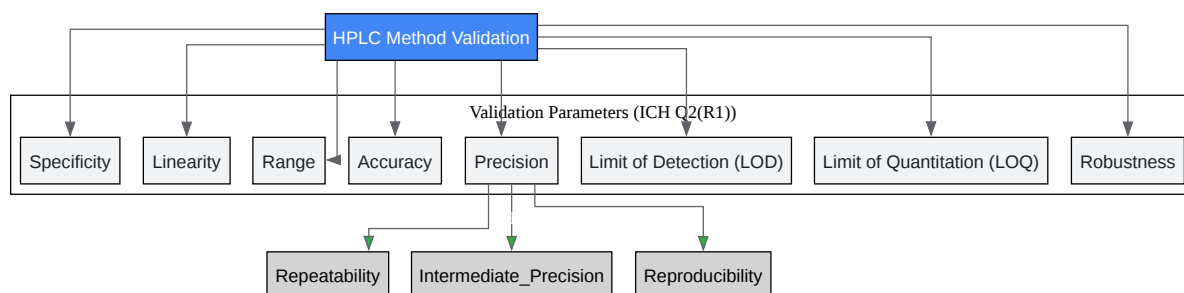 HPLC Method Validation
Validation Parameters (ICH Q2(R1))
Specificity
Linearity
Range
Accuracy
Precision
Limit of Detection (LOD)
Limit of Quantitation (LOQ)
Robustness
Repeatability
Intermediate_Precision
Reproducibility